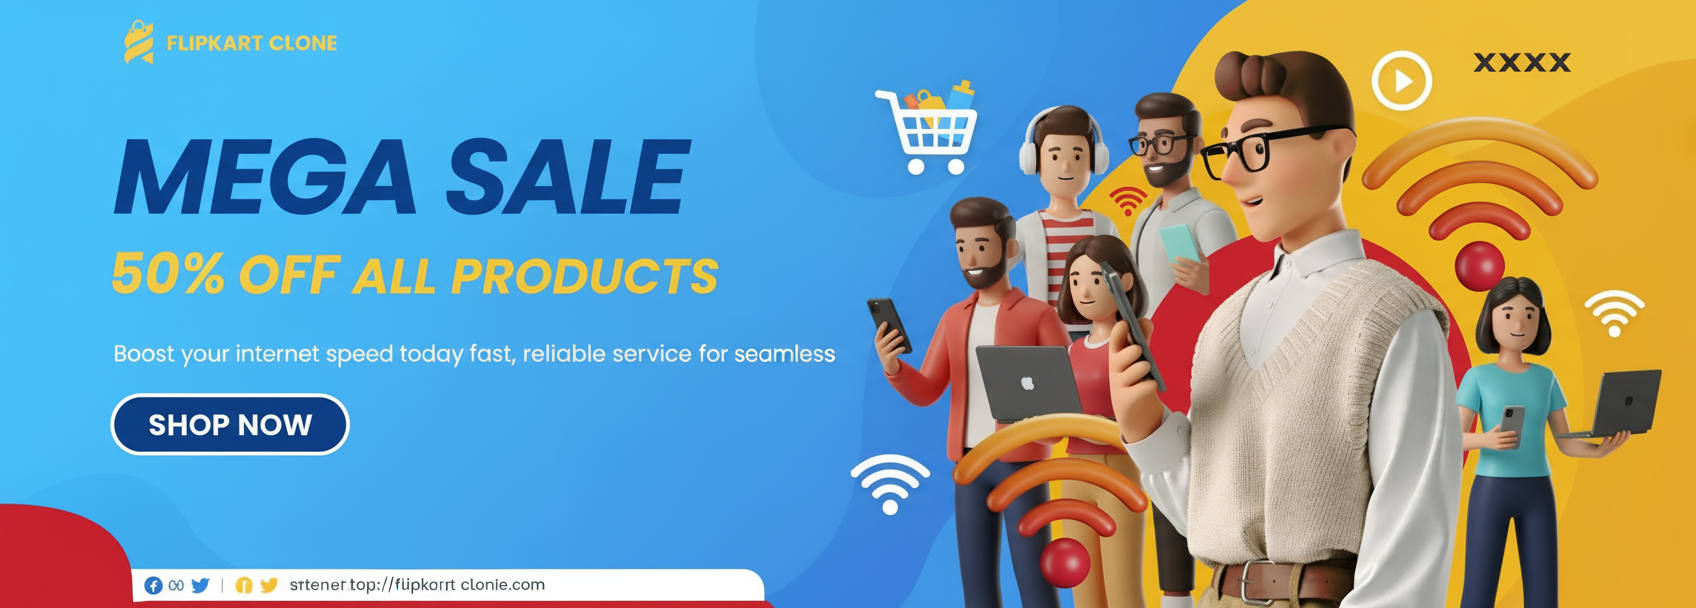 FLIPKART CLONE
XXXX
MEGA SALE
50% OFF ALL PRODUCTS
Boost your internet speed today fast, reliable service for seamless
SHOP NOW
srtener.top://flipkarrt clonie.com